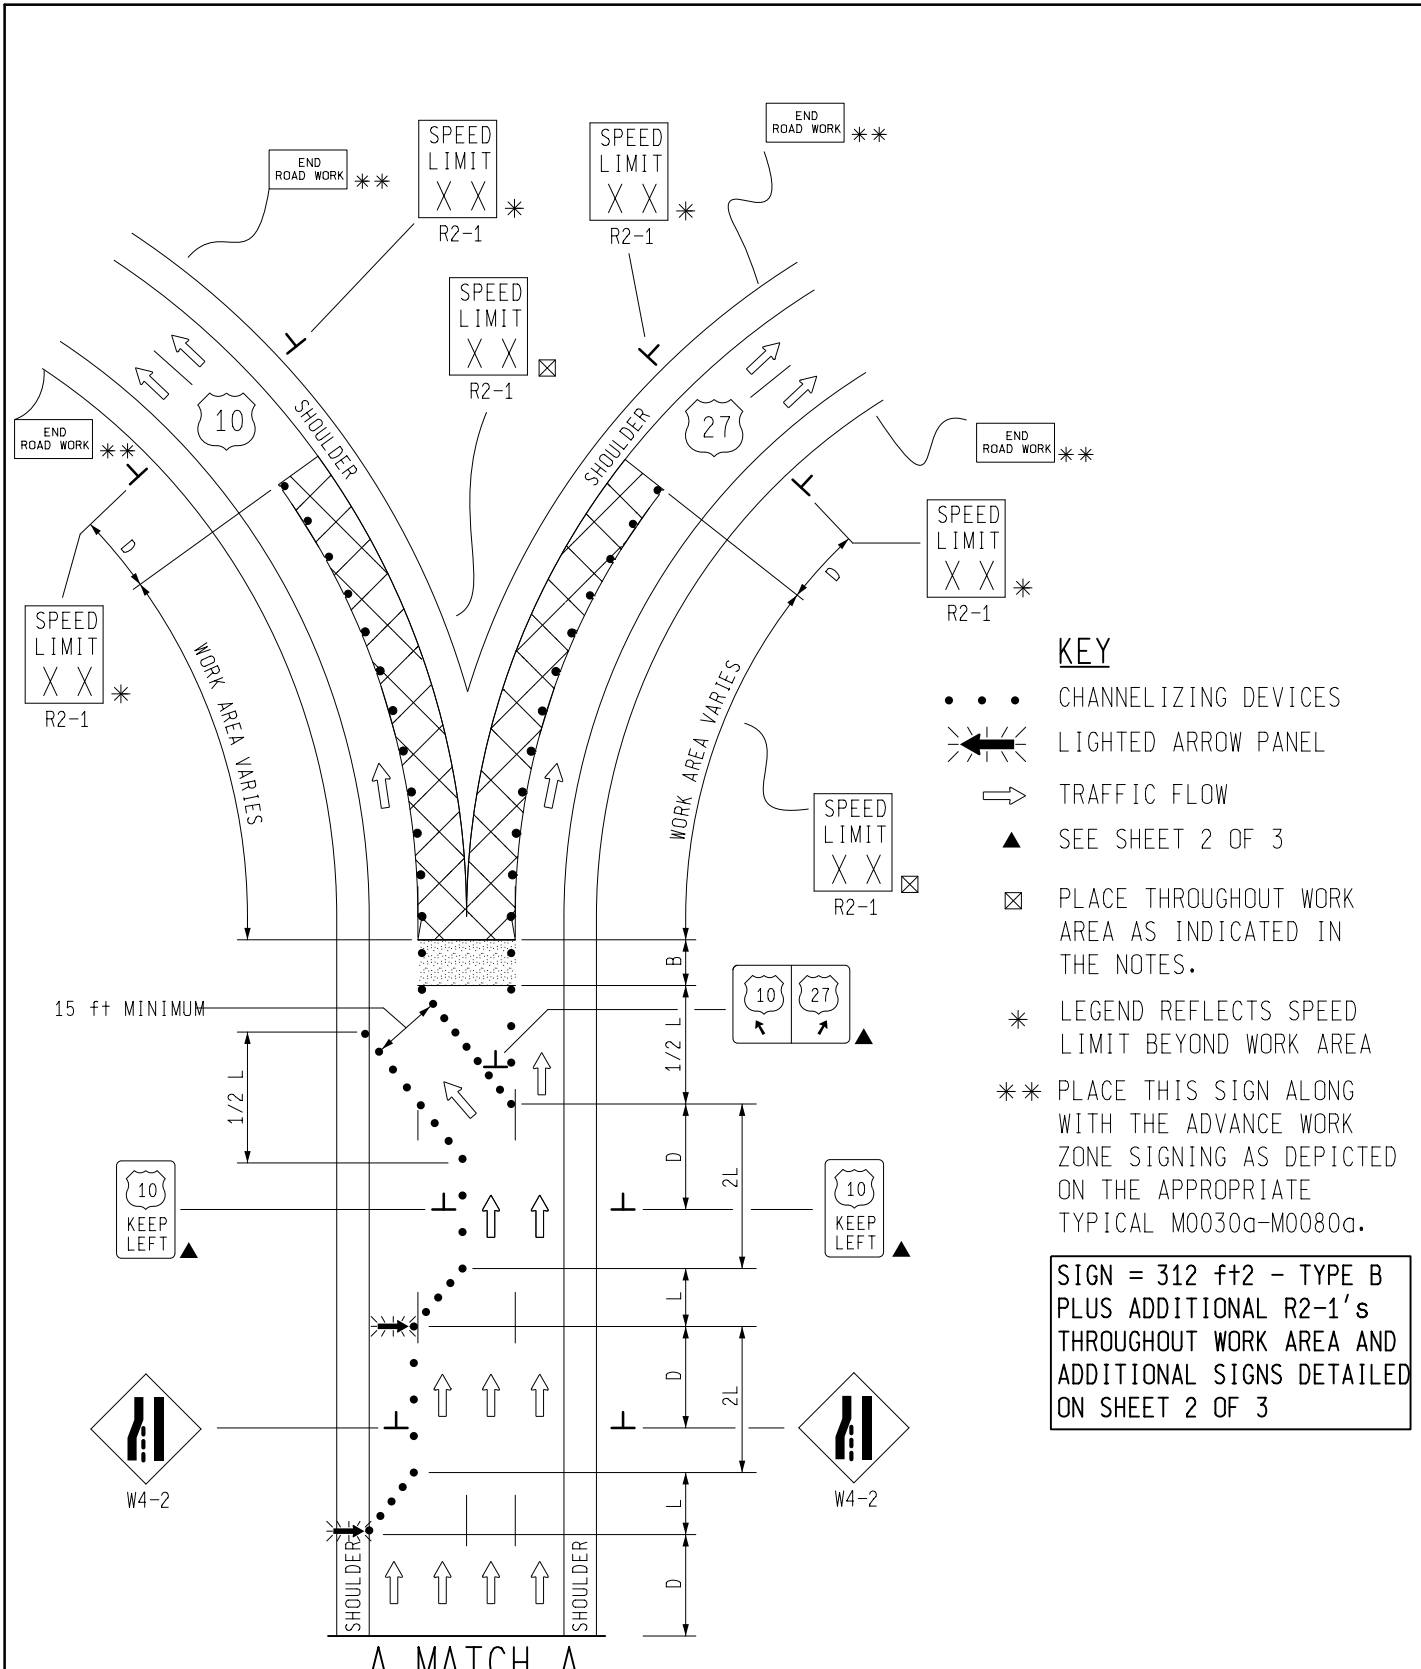 END
ROAD WORK **
SPEED
LIMIT
X X *
R2-1
SPEED
LIMIT
X X *
R2-1
END
ROAD WORK **
SPEED
LIMIT
X X ☒
R2-1
10
SHOULDER
SHOULDER
27
END
ROAD WORK **
END
ROAD WORK **
D
SPEED
LIMIT
X X *
R2-1
D
SPEED
LIMIT
X X *
R2-1
WORK AREA VARIES
WORK AREA VARIES
SPEED
LIMIT
X X ☒
R2-1
KEY
CHANNELIZING DEVICES
LIGHTED ARROW PANEL
TRAFFIC FLOW
▲ SEE SHEET 2 OF 3
☒ PLACE THROUGHOUT WORK
AREA AS INDICATED IN
THE NOTES.
* LEGEND REFLECTS SPEED
LIMIT BEYOND WORK AREA
** PLACE THIS SIGN ALONG
WITH THE ADVANCE WORK
ZONE SIGNING AS DEPICTED
ON THE APPROPRIATE
TYPICAL M0030a-M0080a.
SIGN = 312 ft2 - TYPE B
PLUS ADDITIONAL R2-1's
THROUGHOUT WORK AREA AND
ADDITIONAL SIGNS DETAILED
ON SHEET 2 OF 3
B
15 ft MINIMUM
10 27
1/2 L
1/2 L
D
2L
10
KEEP
LEFT
10
KEEP
LEFT
L
D
2L
W4-2
W4-2
L
SHOULDER
SHOULDER
D
A MATCH A